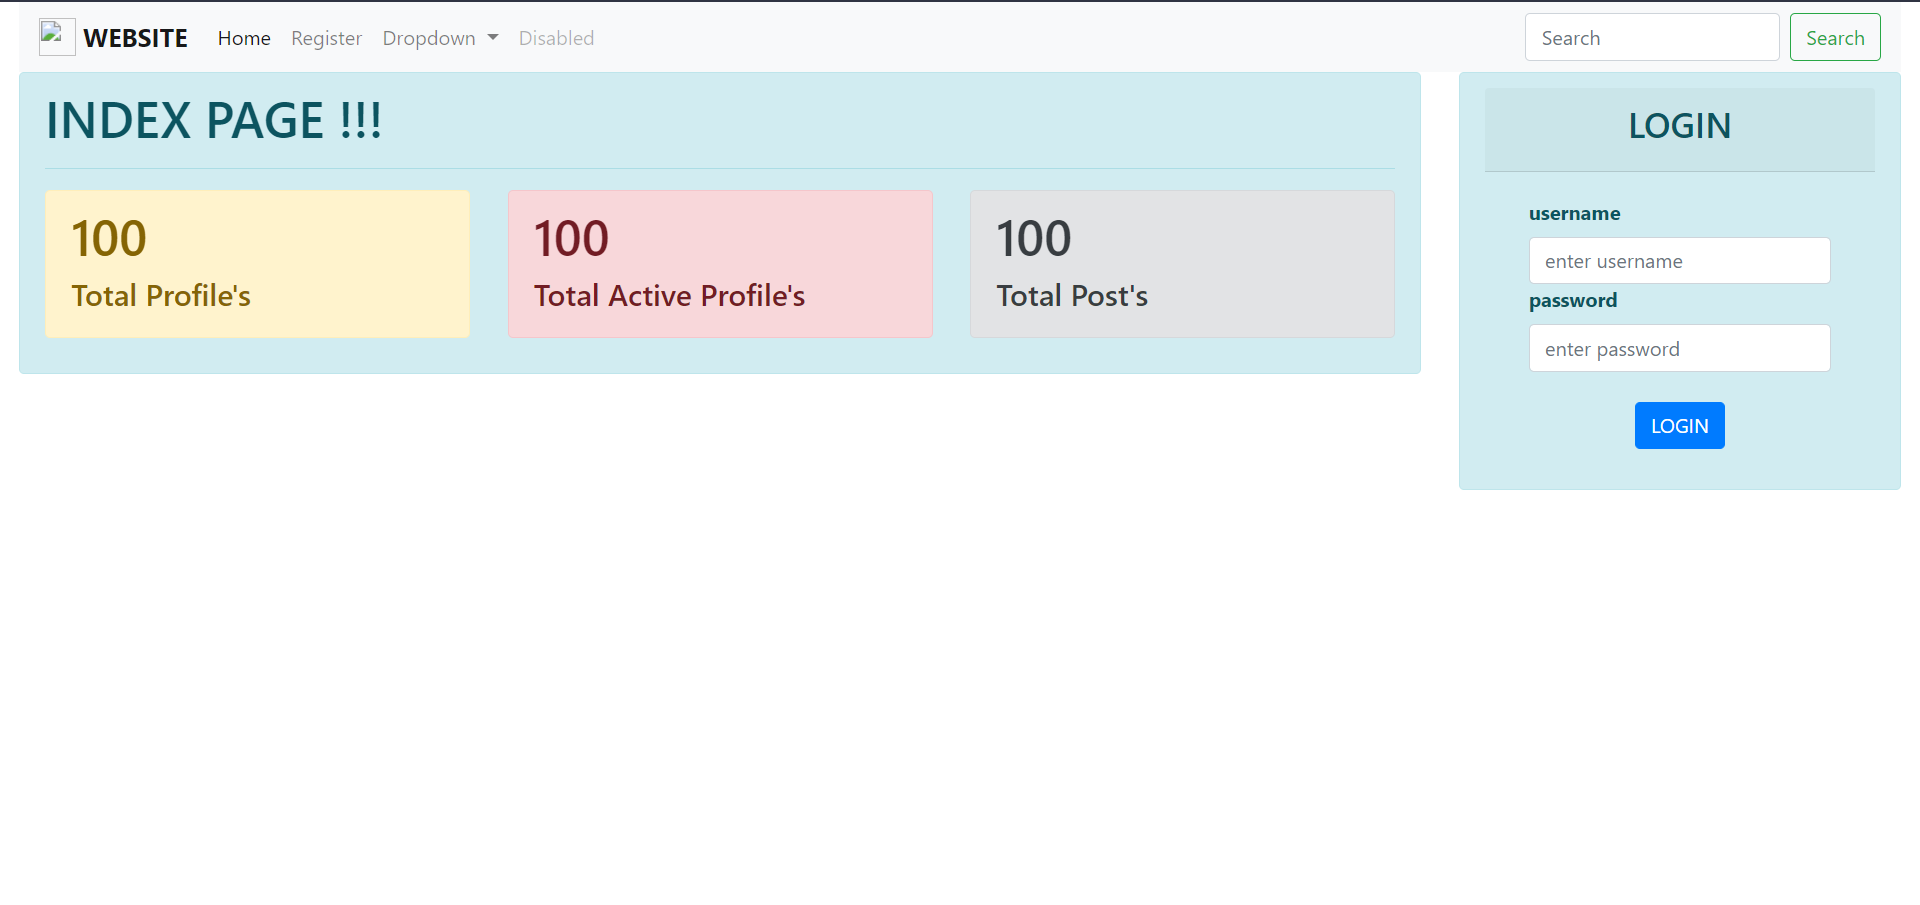 WEBSITE Home Register Dropdown Disabled Search Search
INDEX PAGE !!!
100
Total Profile's
100
Total Active Profile's
100
Total Post's
LOGIN
username
enter username
password
enter password
LOGIN